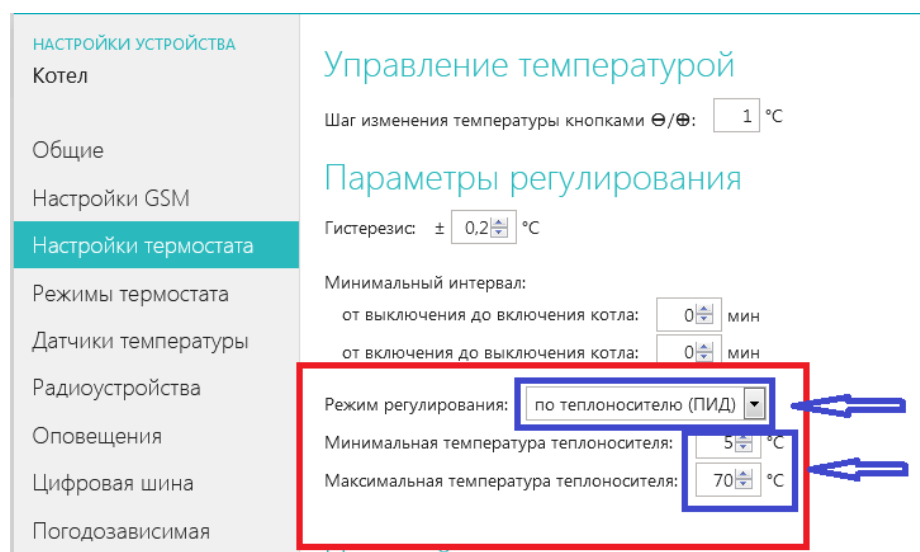 НАСТРОЙКИ УСТРОЙСТВА
Котел
Общие
Настройки GSM
Настройки термостата
Режимы термостата
Датчики температуры
Радиоустройства
Оповещения
Цифровая шина
Погодозависимая
Управление температурой
Шаг изменения температуры кнопками ⊖/⊕: 1 °C
Параметры регулирования
Гистерезис: ± 0,2 °C
Минимальный интервал:
от выключения до включения котла: 0 мин
от включения до выключения котла: 0 мин
Режим регулирования: по теплоносителю (ПИД)
Минимальная температура теплоносителя: 5 °C
Максимальная температура теплоносителя: 70 °C